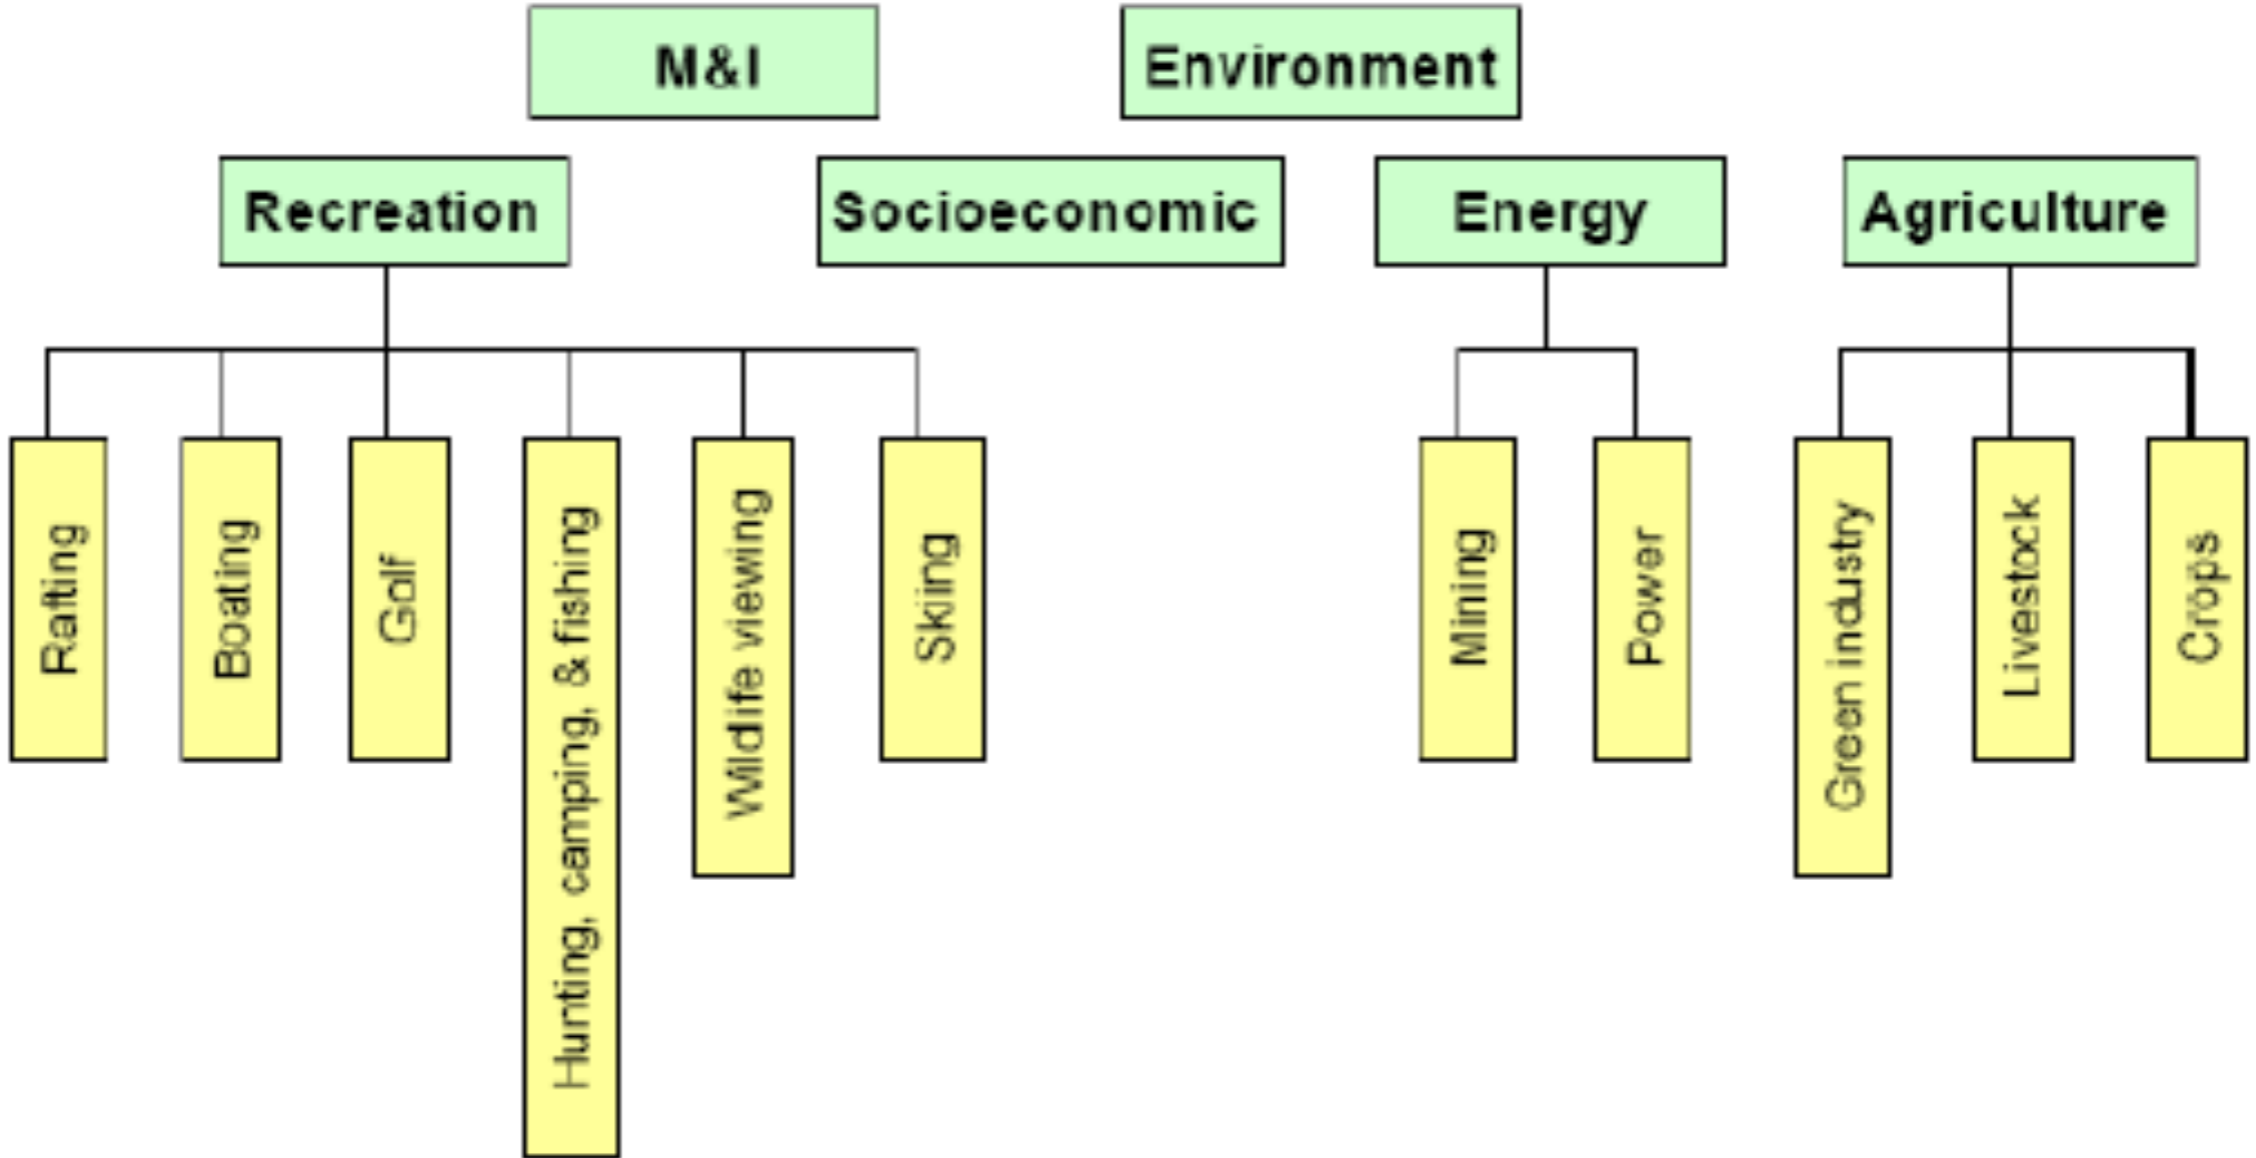 M&I
Environment
Recreation
Socioeconomic
Energy
Agriculture
Rafting
Boating
Golf
Hunting, camping, & fishing
Wildlife viewing
Skiing
Mining
Power
Green industry
Livestock
Crops